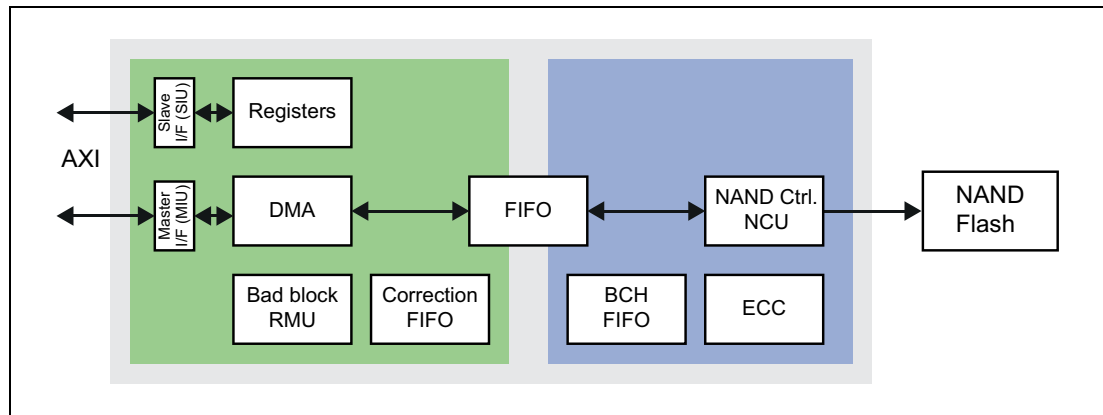 Slave
I/F (SIU)
Registers
AXI
Master
I/F (MIU)
DMA
FIFO
NAND Ctrl.
NCU
NAND
Flash
Bad block
RMU
Correction
FIFO
BCH
FIFO
ECC